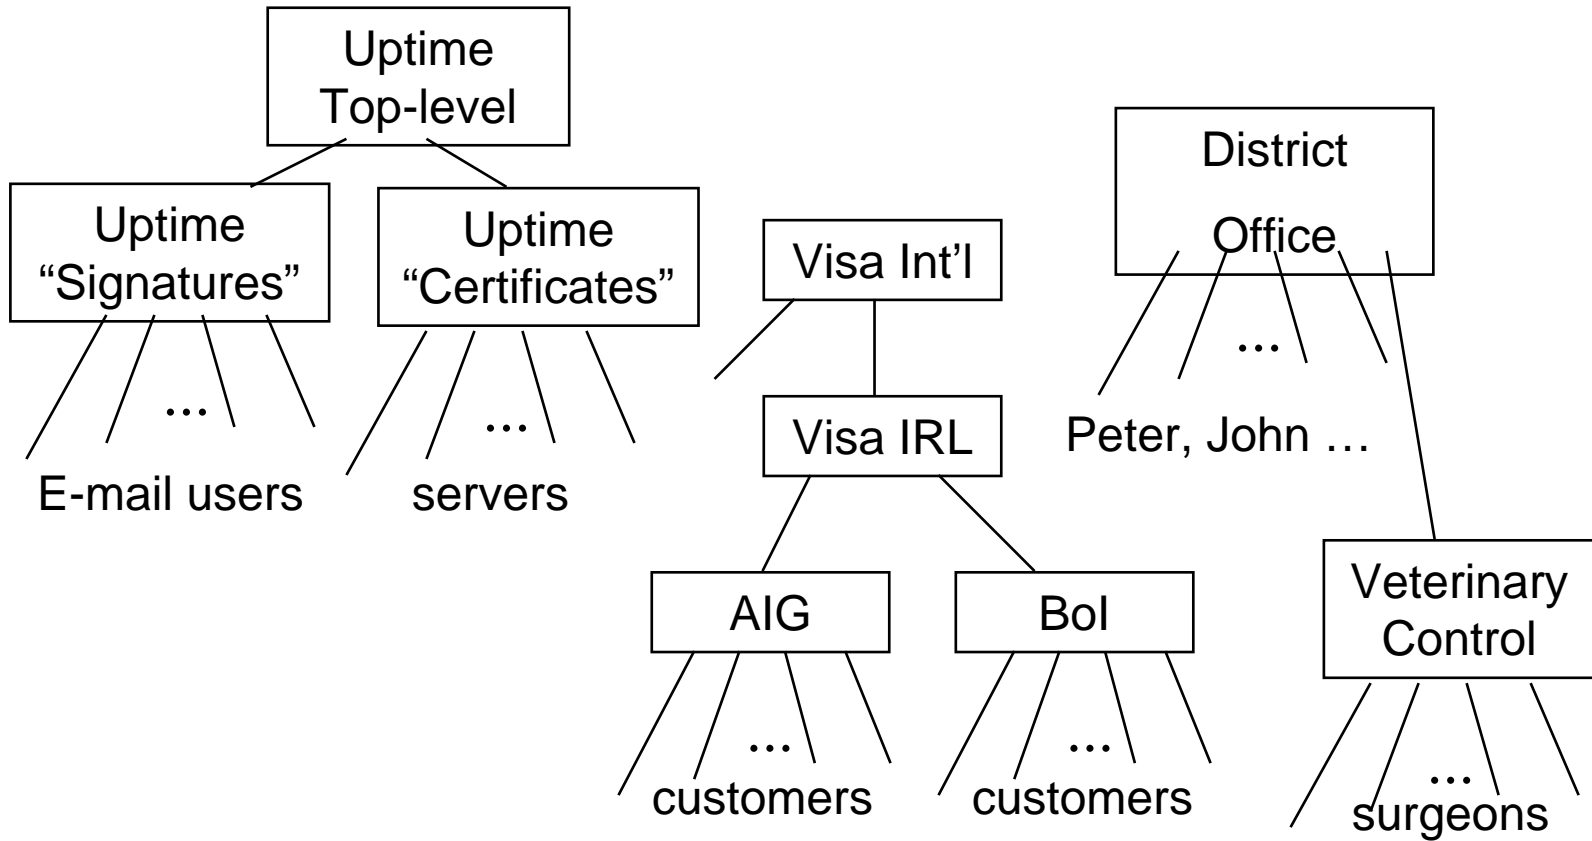 Uptime
Top-level
Uptime
“Signatures”
Uptime
“Certificates”
...
E-mail users
...
servers
Visa Int’l
Visa IRL
AIG
BoI
...
customers
...
customers
District
Office
...
Peter, John …
Veterinary
Control
...
surgeons